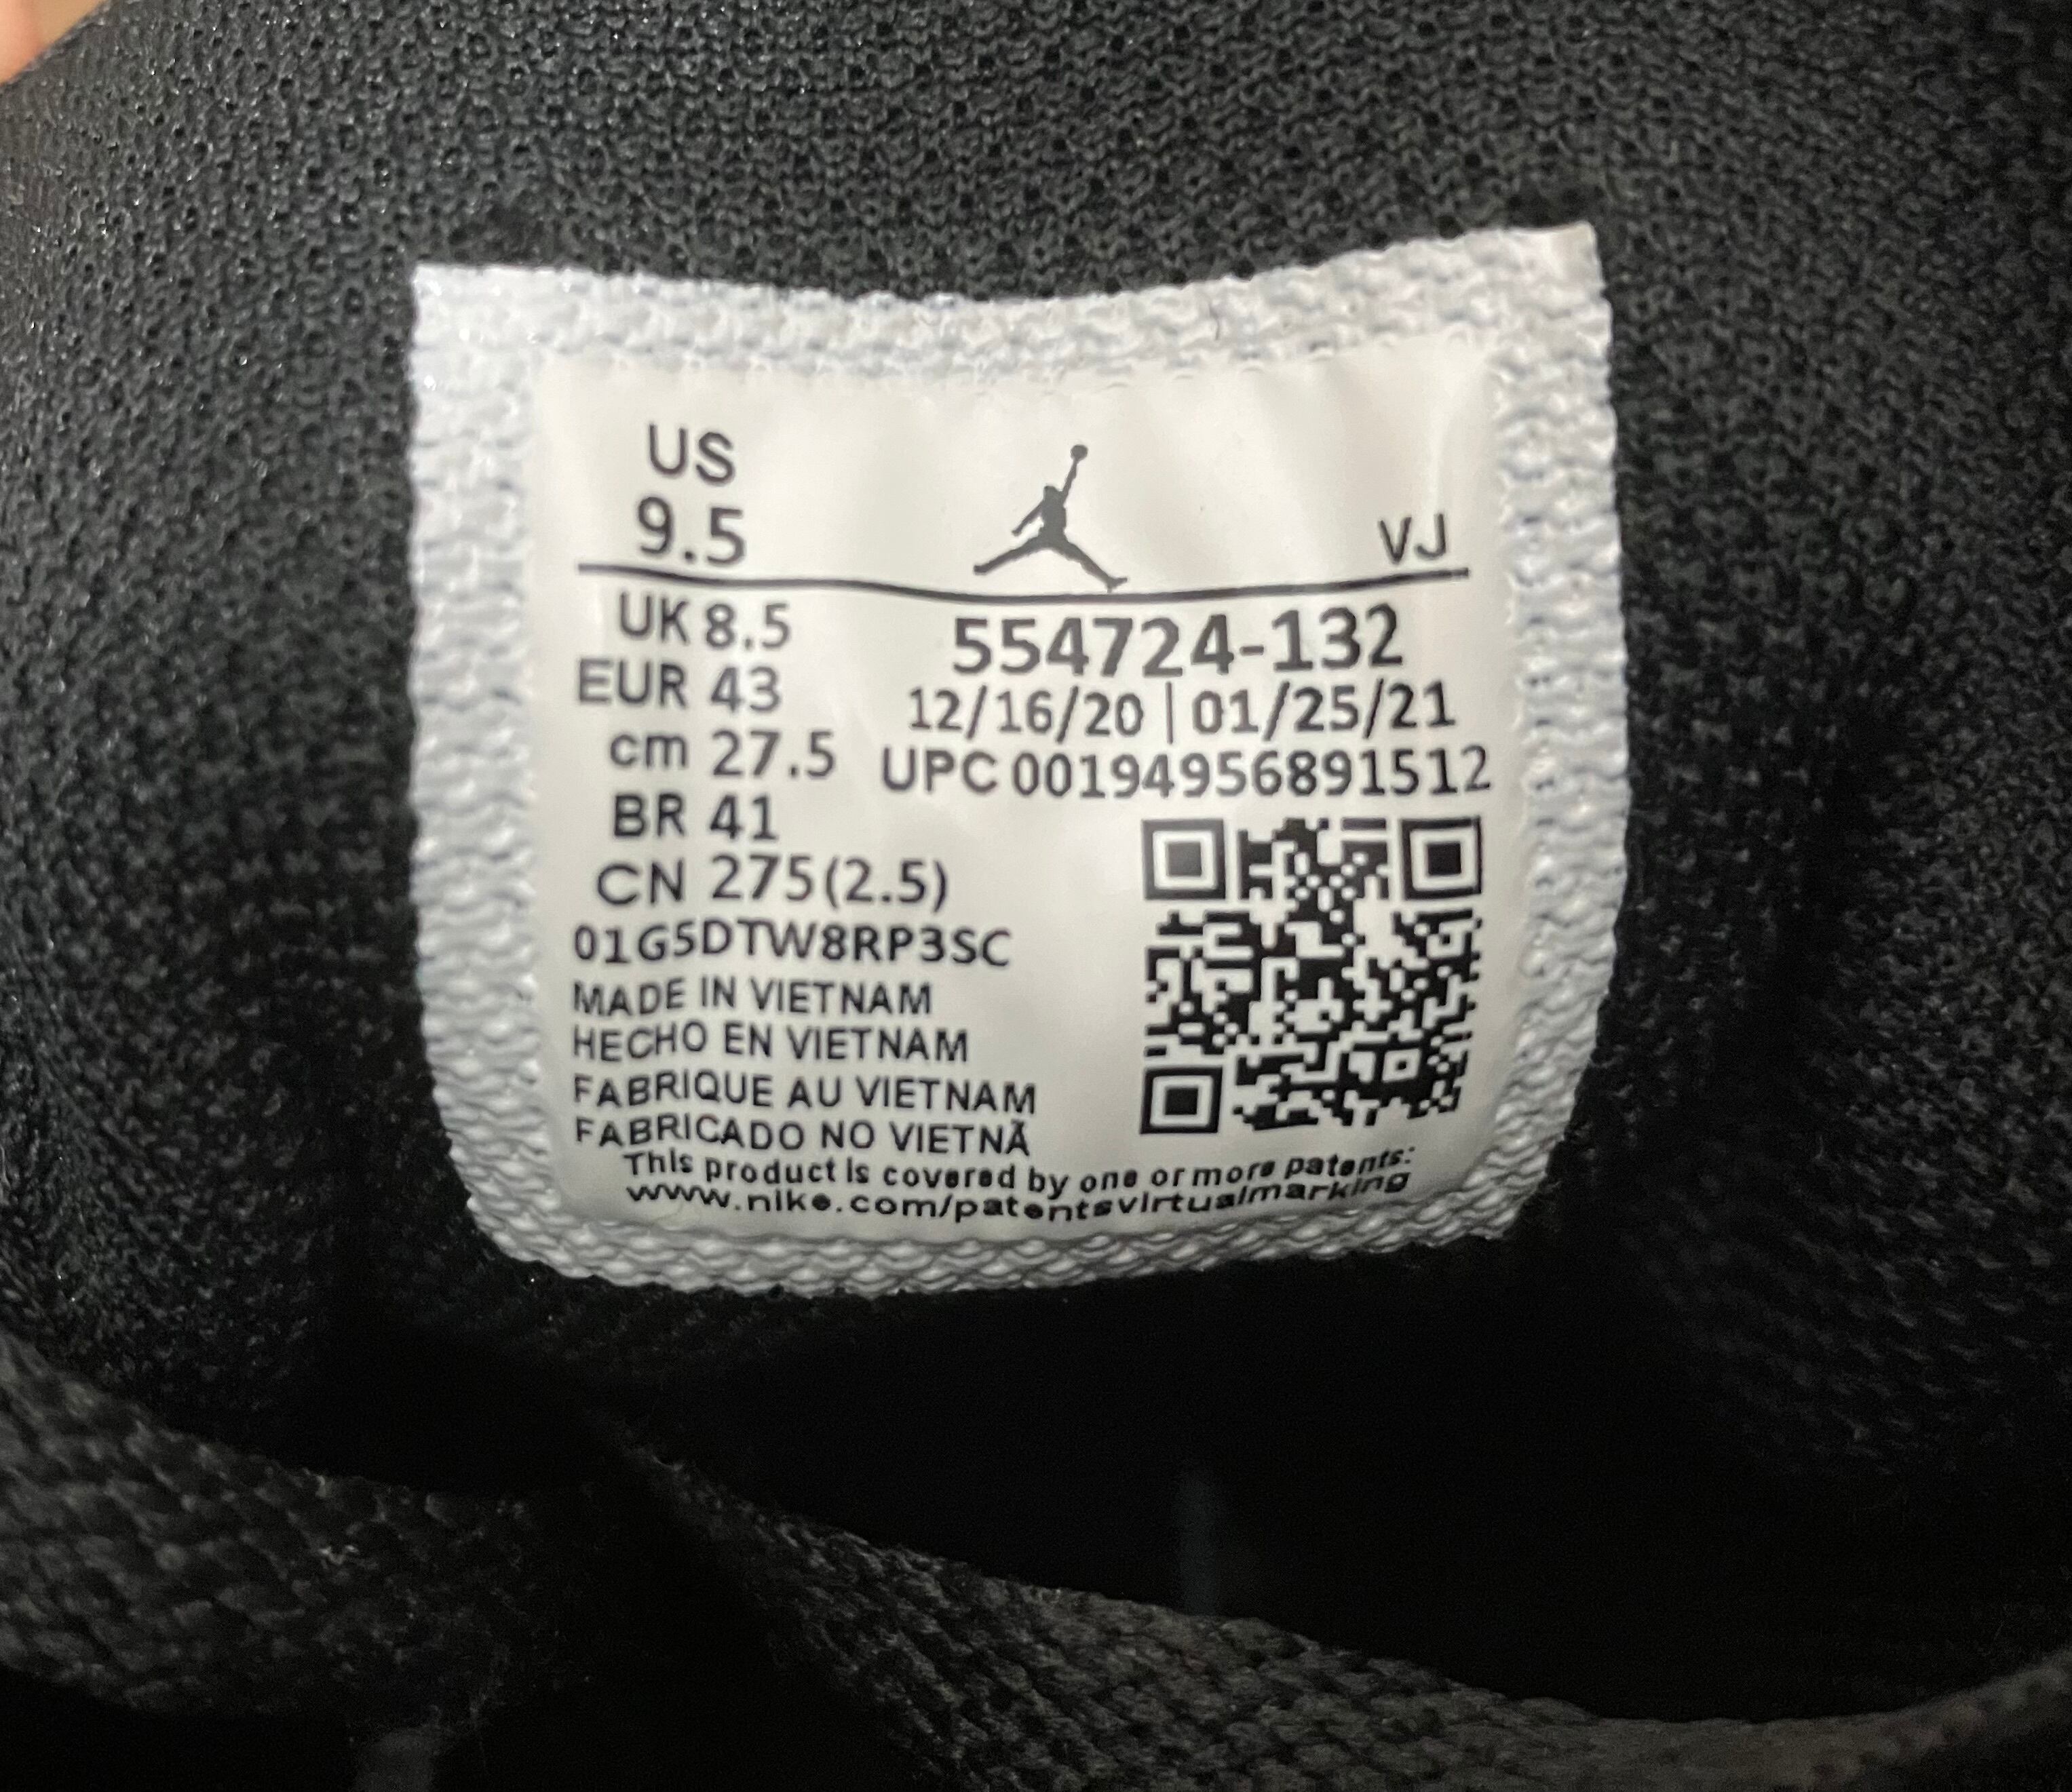 US
9.5
VJ
UK 8.5
EUR 43
cm 27.5
BR 41
CN 275(2.5)
554724-132
12/16/20 | 01/25/21
UPC 00194956891512
01G5DTW8RP3SC
MADE IN VIETNAM
HECHO EN VIETNAM
FABRIQUE AU VIETNAM
FABRICADO NO VIETNÃ
This product is covered by one or more patents:
www.nike.com/patentsvirtualmarking